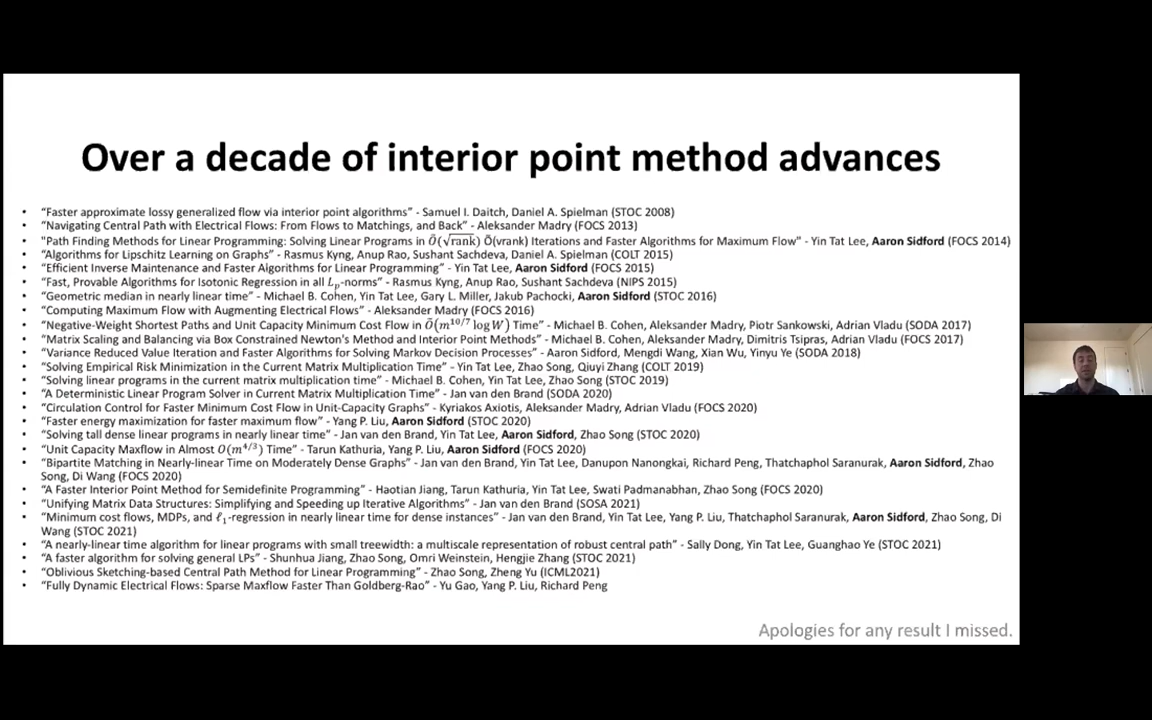 Over a decade of interior point method advances
• "Faster approximate lossy generalized flow via interior point algorithms" - Samuel I. Daitch, Daniel A. Spielman (STOC 2008)
• "Navigating Central Path with Electrical Flows: From Flows to Matchings, and Back" - Aleksander Madry (FOCS 2013)
• "Path Finding Methods for Linear Programming: Solving Linear Programs in Õ(√rank) Õ(vrank) Iterations and Faster Algorithms for Maximum Flow" - Yin Tat Lee, Aaron Sidford (FOCS 2014)
• "Algorithms for Lipschitz Learning on Graphs" - Rasmus Kyng, Anup Rao, Sushant Sachdeva, Daniel A. Spielman (COLT 2015)
• "Efficient Inverse Maintenance and Faster Algorithms for Linear Programming" - Yin Tat Lee, Aaron Sidford (FOCS 2015)
• "Fast, Provable Algorithms for Isotonic Regression in all Lₚ-norms" - Rasmus Kyng, Anup Rao, Sushant Sachdeva (NIPS 2015)
• "Geometric median in nearly linear time" - Michael B. Cohen, Yin Tat Lee, Gary L. Miller, Jakub Pachocki, Aaron Sidford (STOC 2016)
• "Computing Maximum Flow with Augmenting Electrical Flows" - Aleksander Madry (FOCS 2016)
• "Negative-Weight Shortest Paths and Unit Capacity Minimum Cost Flow in Õ(m^{10/7} log W) Time" - Michael B. Cohen, Aleksander Madry, Piotr Sankowski, Adrian Vladu (SODA 2017)
• "Matrix Scaling and Balancing via Box Constrained Newton's Method and Interior Point Methods" - Michael B. Cohen, Aleksander Madry, Dimitris Tsipras, Adrian Vladu (FOCS 2017)
• "Variance Reduced Value Iteration and Faster Algorithms for Solving Markov Decision Processes" - Aaron Sidford, Mengdi Wang, Xian Wu, Yinyu Ye (SODA 2018)
• "Solving Empirical Risk Minimization in the Current Matrix Multiplication Time" - Yin Tat Lee, Zhao Song, Qiuyi Zhang (COLT 2019)
• "Solving linear programs in the current matrix multiplication time" - Michael B. Cohen, Yin Tat Lee, Zhao Song (STOC 2019)
• "A Deterministic Linear Program Solver in Current Matrix Multiplication Time" - Jan van den Brand (SODA 2020)
• "Circulation Control for Faster Minimum Cost Flow in Unit-Capacity Graphs" - Kyriakos Axiotis, Aleksander Madry, Adrian Vladu (FOCS 2020)
• "Faster energy maximization for faster maximum flow" - Yang P. Liu, Aaron Sidford (STOC 2020)
• "Solving tall dense linear programs in nearly linear time" - Jan van den Brand, Yin Tat Lee, Aaron Sidford, Zhao Song (STOC 2020)
• "Unit Capacity Maxflow in Almost O(m^{4/3}) Time" - Tarun Kathuria, Yang P. Liu, Aaron Sidford (FOCS 2020)
• "Bipartite Matching in Nearly-linear Time on Moderately Dense Graphs" - Jan van den Brand, Yin Tat Lee, Danupon Nanongkai, Richard Peng, Thatchaphol Saranurak, Aaron Sidford, Zhao
Song, Di Wang (FOCS 2020)
• "A Faster Interior Point Method for Semidefinite Programming" - Haotian Jiang, Tarun Kathuria, Yin Tat Lee, Swati Padmanabhan, Zhao Song (FOCS 2020)
• "Unifying Matrix Data Structures: Simplifying and Speeding up Iterative Algorithms" - Jan van den Brand (SOSA 2021)
• "Minimum cost flows, MDPs, and ℓ₁-regression in nearly linear time for dense instances" - Jan van den Brand, Yin Tat Lee, Yang P. Liu, Thatchaphol Saranurak, Aaron Sidford, Zhao Song, Di
Wang (STOC 2021)
• "A nearly-linear time algorithm for linear programs with small treewidth: a multiscale representation of robust central path" - Sally Dong, Yin Tat Lee, Guanghao Ye (STOC 2021)
• "A faster algorithm for solving general LPs" - Shunhua Jiang, Zhao Song, Omri Weinstein, Hengjie Zhang (STOC 2021)
• "Oblivious Sketching-based Central Path Method for Linear Programming" - Zhao Song, Zheng Yu (ICML2021)
• "Fully Dynamic Electrical Flows: Sparse Maxflow Faster Than Goldberg-Rao" - Yu Gao, Yang P. Liu, Richard Peng
Apologies for any result I missed.